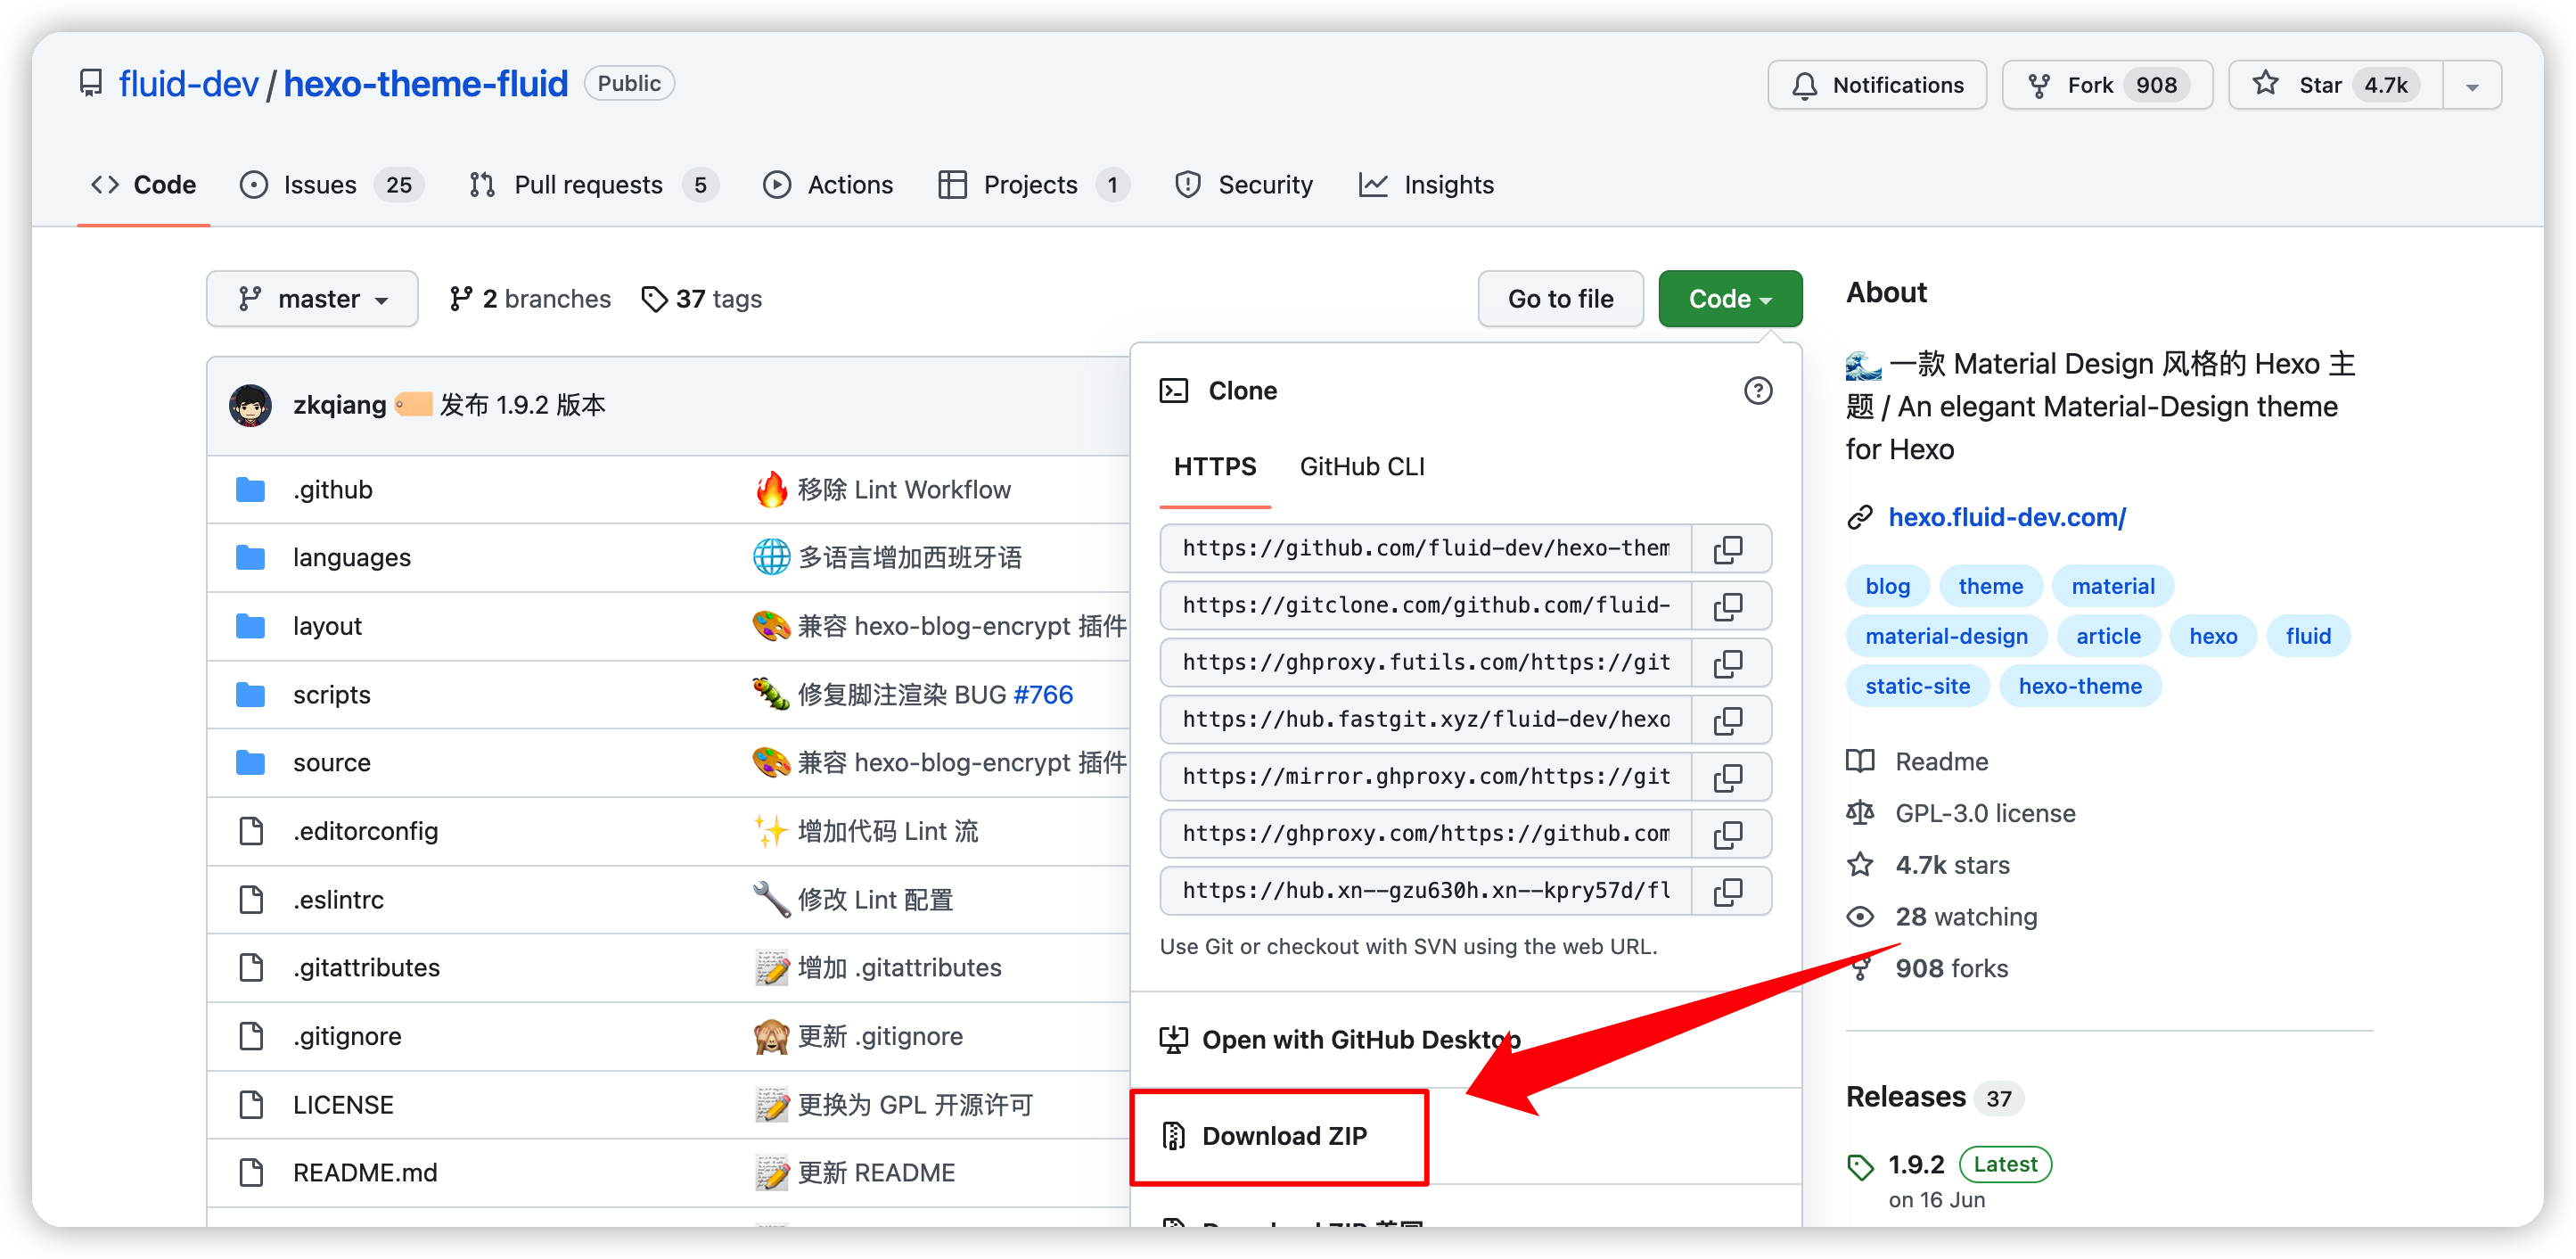 fluid-dev / hexo-theme-fluid Public
Notifications
Fork 908
Star 4.7k
Code
Issues 25
Pull requests 5
Actions
Projects 1
Security
Insights
master
2 branches
37 tags
Go to file
Code
zkqiang 发布 1.9.2 版本
.github 移除 Lint Workflow
languages 多语言增加西班牙语
layout 兼容 hexo-blog-encrypt 插件
scripts 修复脚注渲染 BUG #766
source 兼容 hexo-blog-encrypt 插件
.editorconfig 增加代码 Lint 流
.eslintrc 修改 Lint 配置
.gitattributes 增加 .gitattributes
.gitignore 更新 .gitignore
LICENSE 更换为 GPL 开源许可
README.md 更新 README
Clone
HTTPS
GitHub CLI
https://github.com/fluid-dev/hexo-them
https://gitclone.com/github.com/fluid-
https://ghproxy.futils.com/https://git
https://hub.fastgit.xyz/fluid-dev/hexo
https://mirror.ghproxy.com/https://git
https://ghproxy.com/https://github.com
https://hub.xn--gzu630h.xn--kpry57d/fl
Use Git or checkout with SVN using the web URL.
Open with GitHub Desktop
Download ZIP
Download ZIP
About
一款 Material Design 风格的 Hexo 主
题 / An elegant Material-Design theme
for Hexo
hexo.fluid-dev.com/
blog theme material
material-design article hexo fluid
static-site hexo-theme
Readme
GPL-3.0 license
4.7k stars
28 watching
908 forks
Releases 37
1.9.2 Latest
on 16 Jun